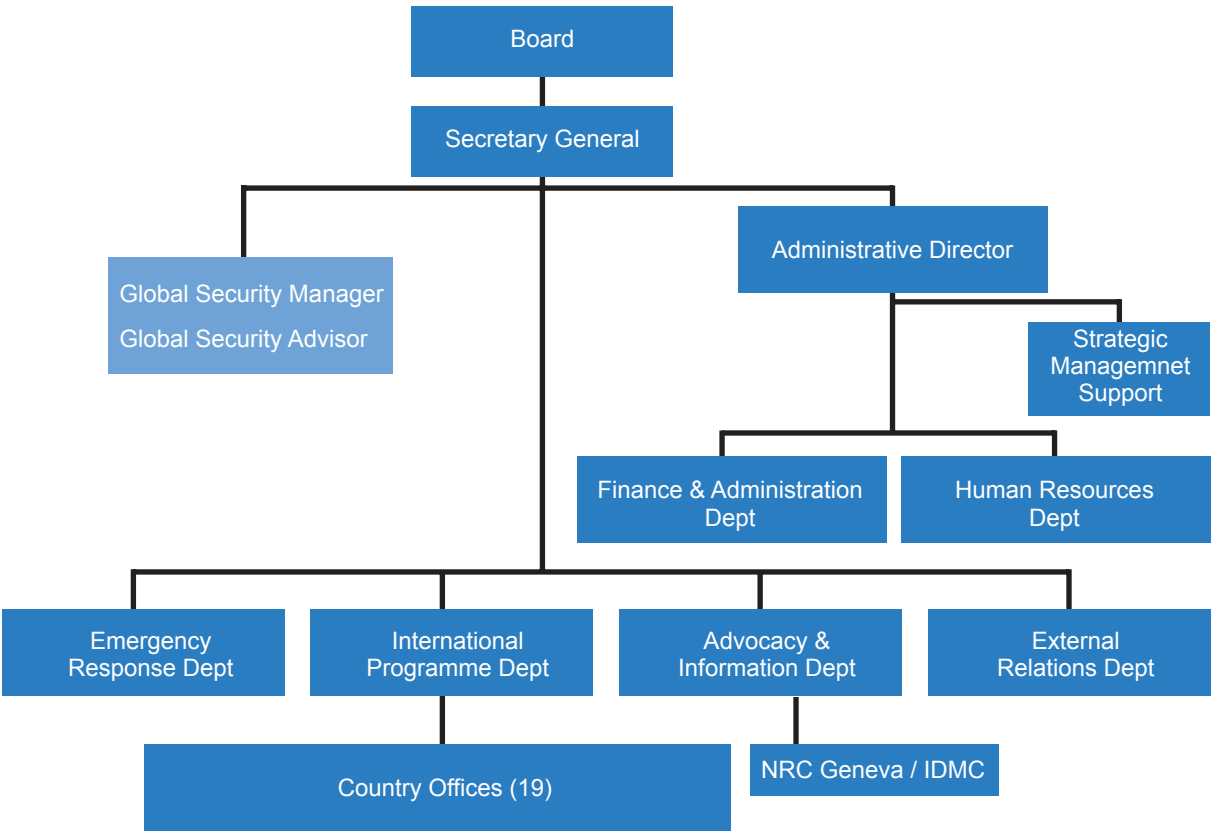 Board
Secretary General
Administrative Director
Global Security Manager
Global Security Advisor
Strategic
Managemnet
Support
Finance & Administration
Dept
Human Resources
Dept
Emergency
Response Dept
International
Programme Dept
Advocacy &
Information Dept
External
Relations Dept
Country Offices (19)
NRC Geneva / IDMC